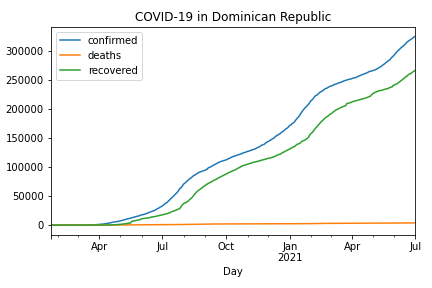 COVID-19 in Dominican Republic
confirmed
deaths
recovered
300000
250000
200000
150000
100000
50000
0
Apr Jul Oct Jan Apr Jul
2021
Day